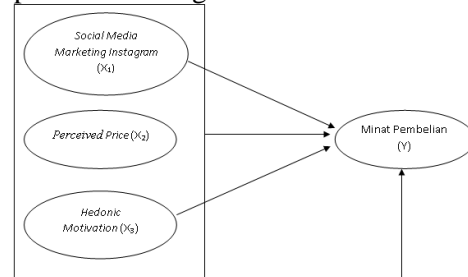 Social Media
Marketing Instagram
(X₁)
Perceived Price (X₂)
Minat Pembelian
(Y)
Hedonic
Motivation (X₃)